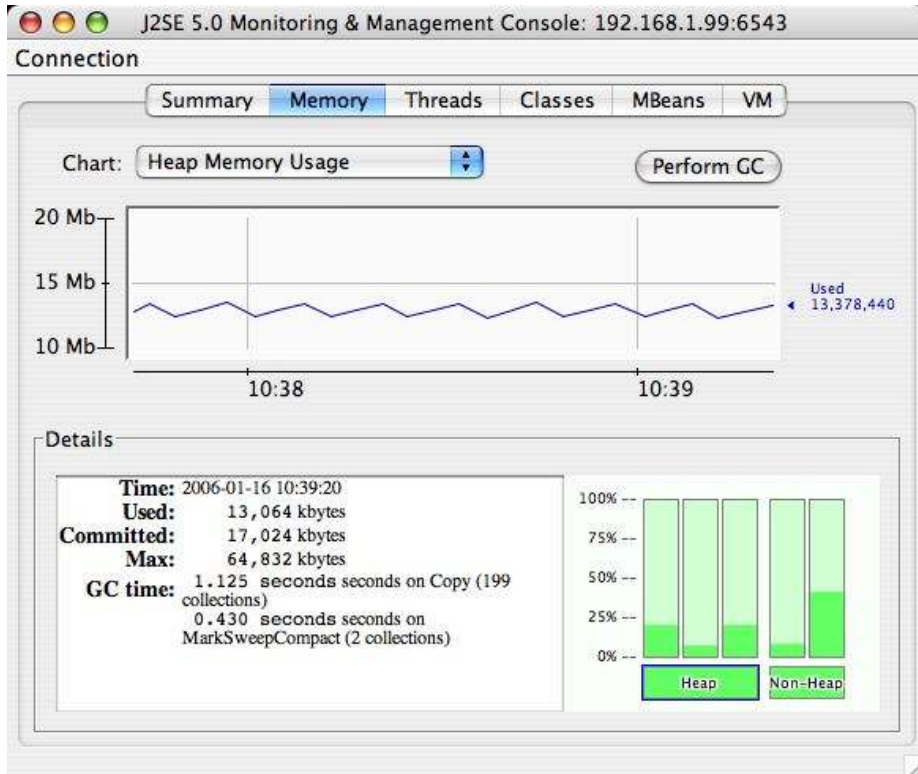 J2SE 5.0 Monitoring & Management Console: 192.168.1.99:6543
Connection
Summary Memory Threads Classes MBeans VM
Chart: Heap Memory Usage Perform GC
20 Mb
15 Mb
10 Mb
Used
13,378,440
10:38 10:39
Details
Time: 2006-01-16 10:39:20
Used: 13,064 kbytes
Committed: 17,024 kbytes
Max: 64,832 kbytes
GC time: 1.125 seconds seconds on Copy (199
collections)
0.430 seconds seconds on
MarkSweepCompact (2 collections)
100% --
75% --
50% --
25% --
0% --
Heap Non-Heap